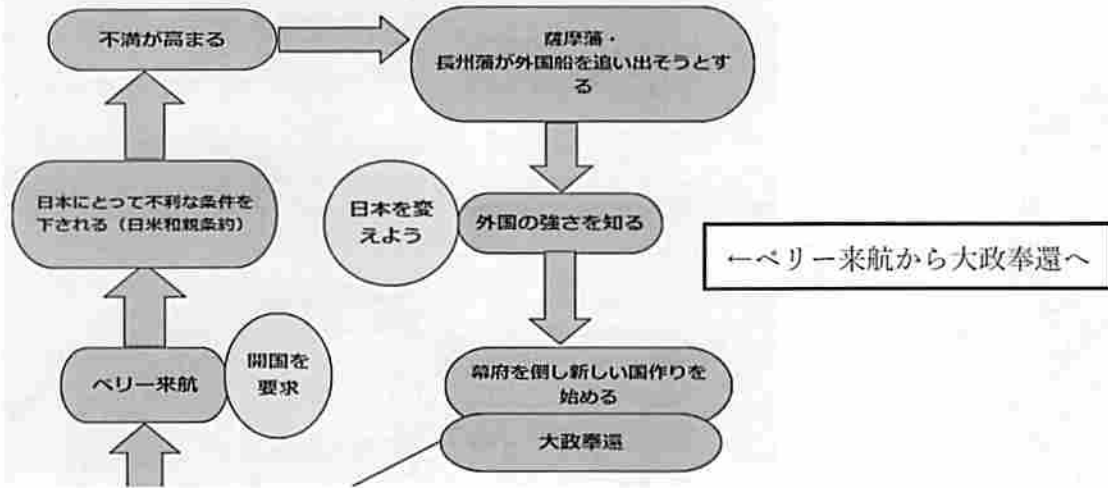 不満が高まる
薩摩藩・
長州藩が外国船を追い出そうとす
る
日本にとって不利な条件を
下される（日米和親条約）
日本を変
えよう
外国の強さを知る
←ペリー来航から大政奉還へ
ペリー来航
開国を
要求
幕府を倒し新しい国作りを
始める
大政奉還